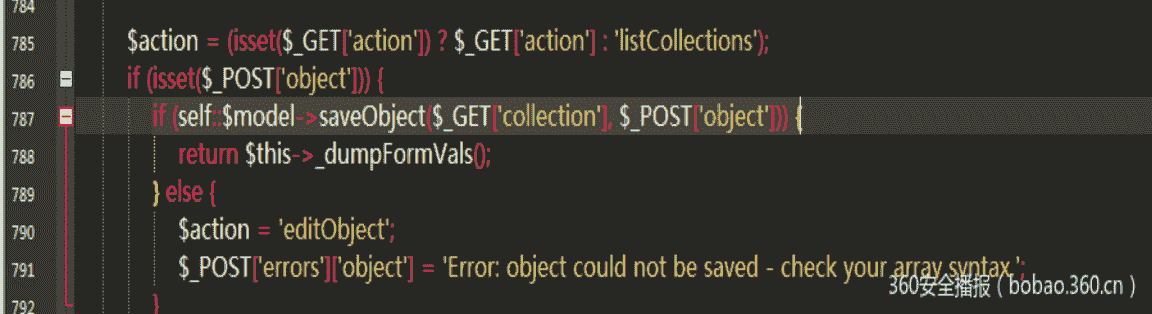 784
785 $action = (isset($_GET['action']) ? $_GET['action'] : 'listCollections');
786 if (isset($_POST['object'])) {
787 if (self::$model->saveObject($_GET['collection'], $_POST['object'])) {
788 return $this->_dumpFormVals();
789 } else {
790 $action = 'editObject';
791 $_POST['errors']['object'] = 'Error: object could not be saved - check your array syntax.';
792 }
360安全播报 ( bobao.360.cn )